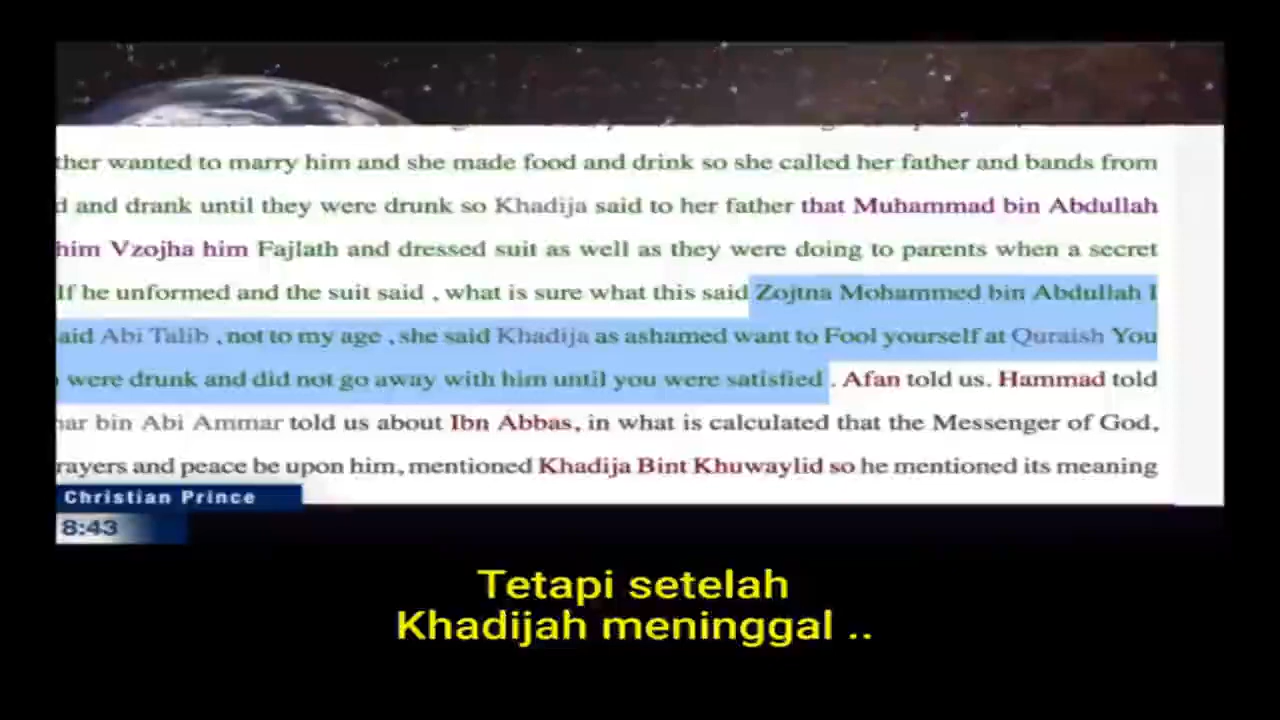 ther wanted to marry him and she made food and drink so she called her father and bands from
d and drank until they were drunk so Khadija said to her father that Muhammad bin Abdullah
him Vzojha him Fajlath and dressed suit as well as they were doing to parents when a secret
If he unformed and the suit said , what is sure what this said Zojtna Mohammed bin Abdullah I
aid Abi Talib , not to my age , she said Khadija as ashamed want to Fool yourself at Quraish You
were drunk and did not go away with him until you were satisfied . Afan told us. Hammad told
ar bin Abi Ammar told us about Ibn Abbas, in what is calculated that the Messenger of God,
rayers and peace be upon him, mentioned Khadija Bint Khuwaylid so he mentioned its meaning
Christian Prince
8:43
Tetapi setelah
Khadijah meninggal ..